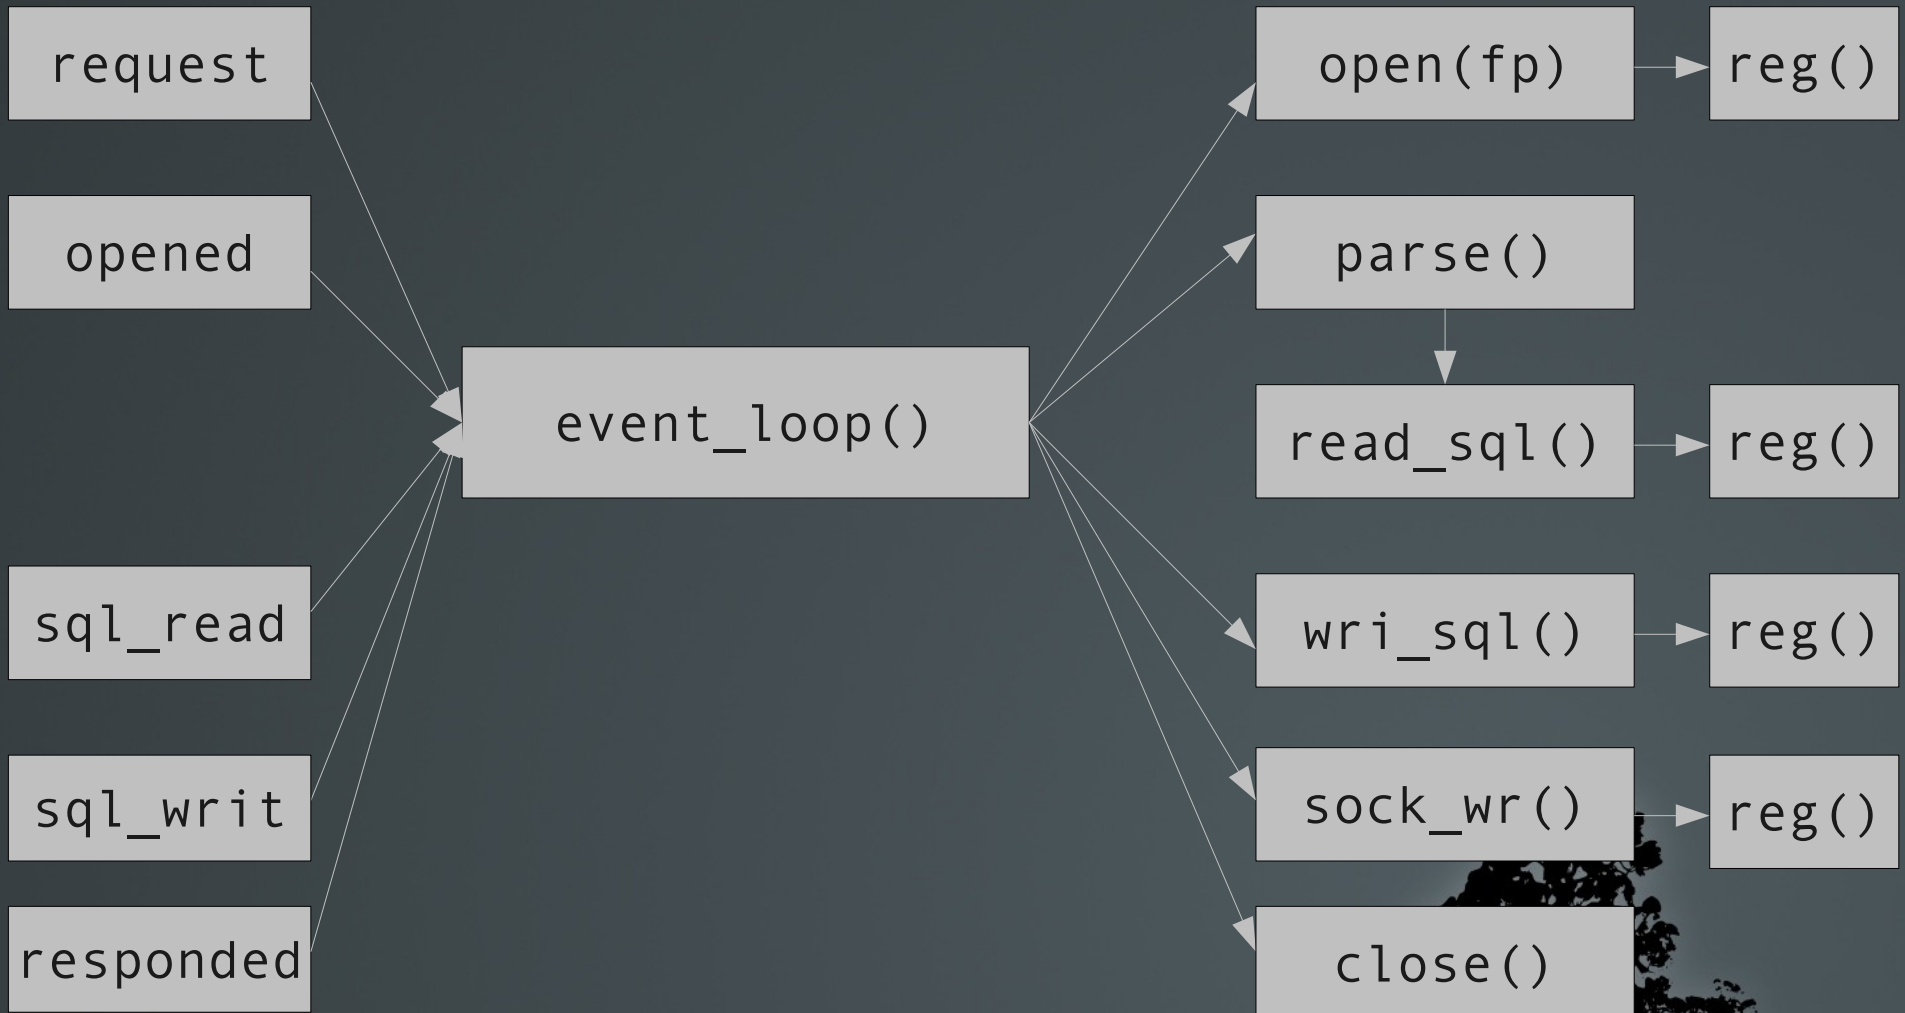 request
opened
sql_read
sql_writ
responded
event_loop()
open(fp)
reg()
parse()
read_sql()
reg()
wri_sql()
reg()
sock_wr()
reg()
close()